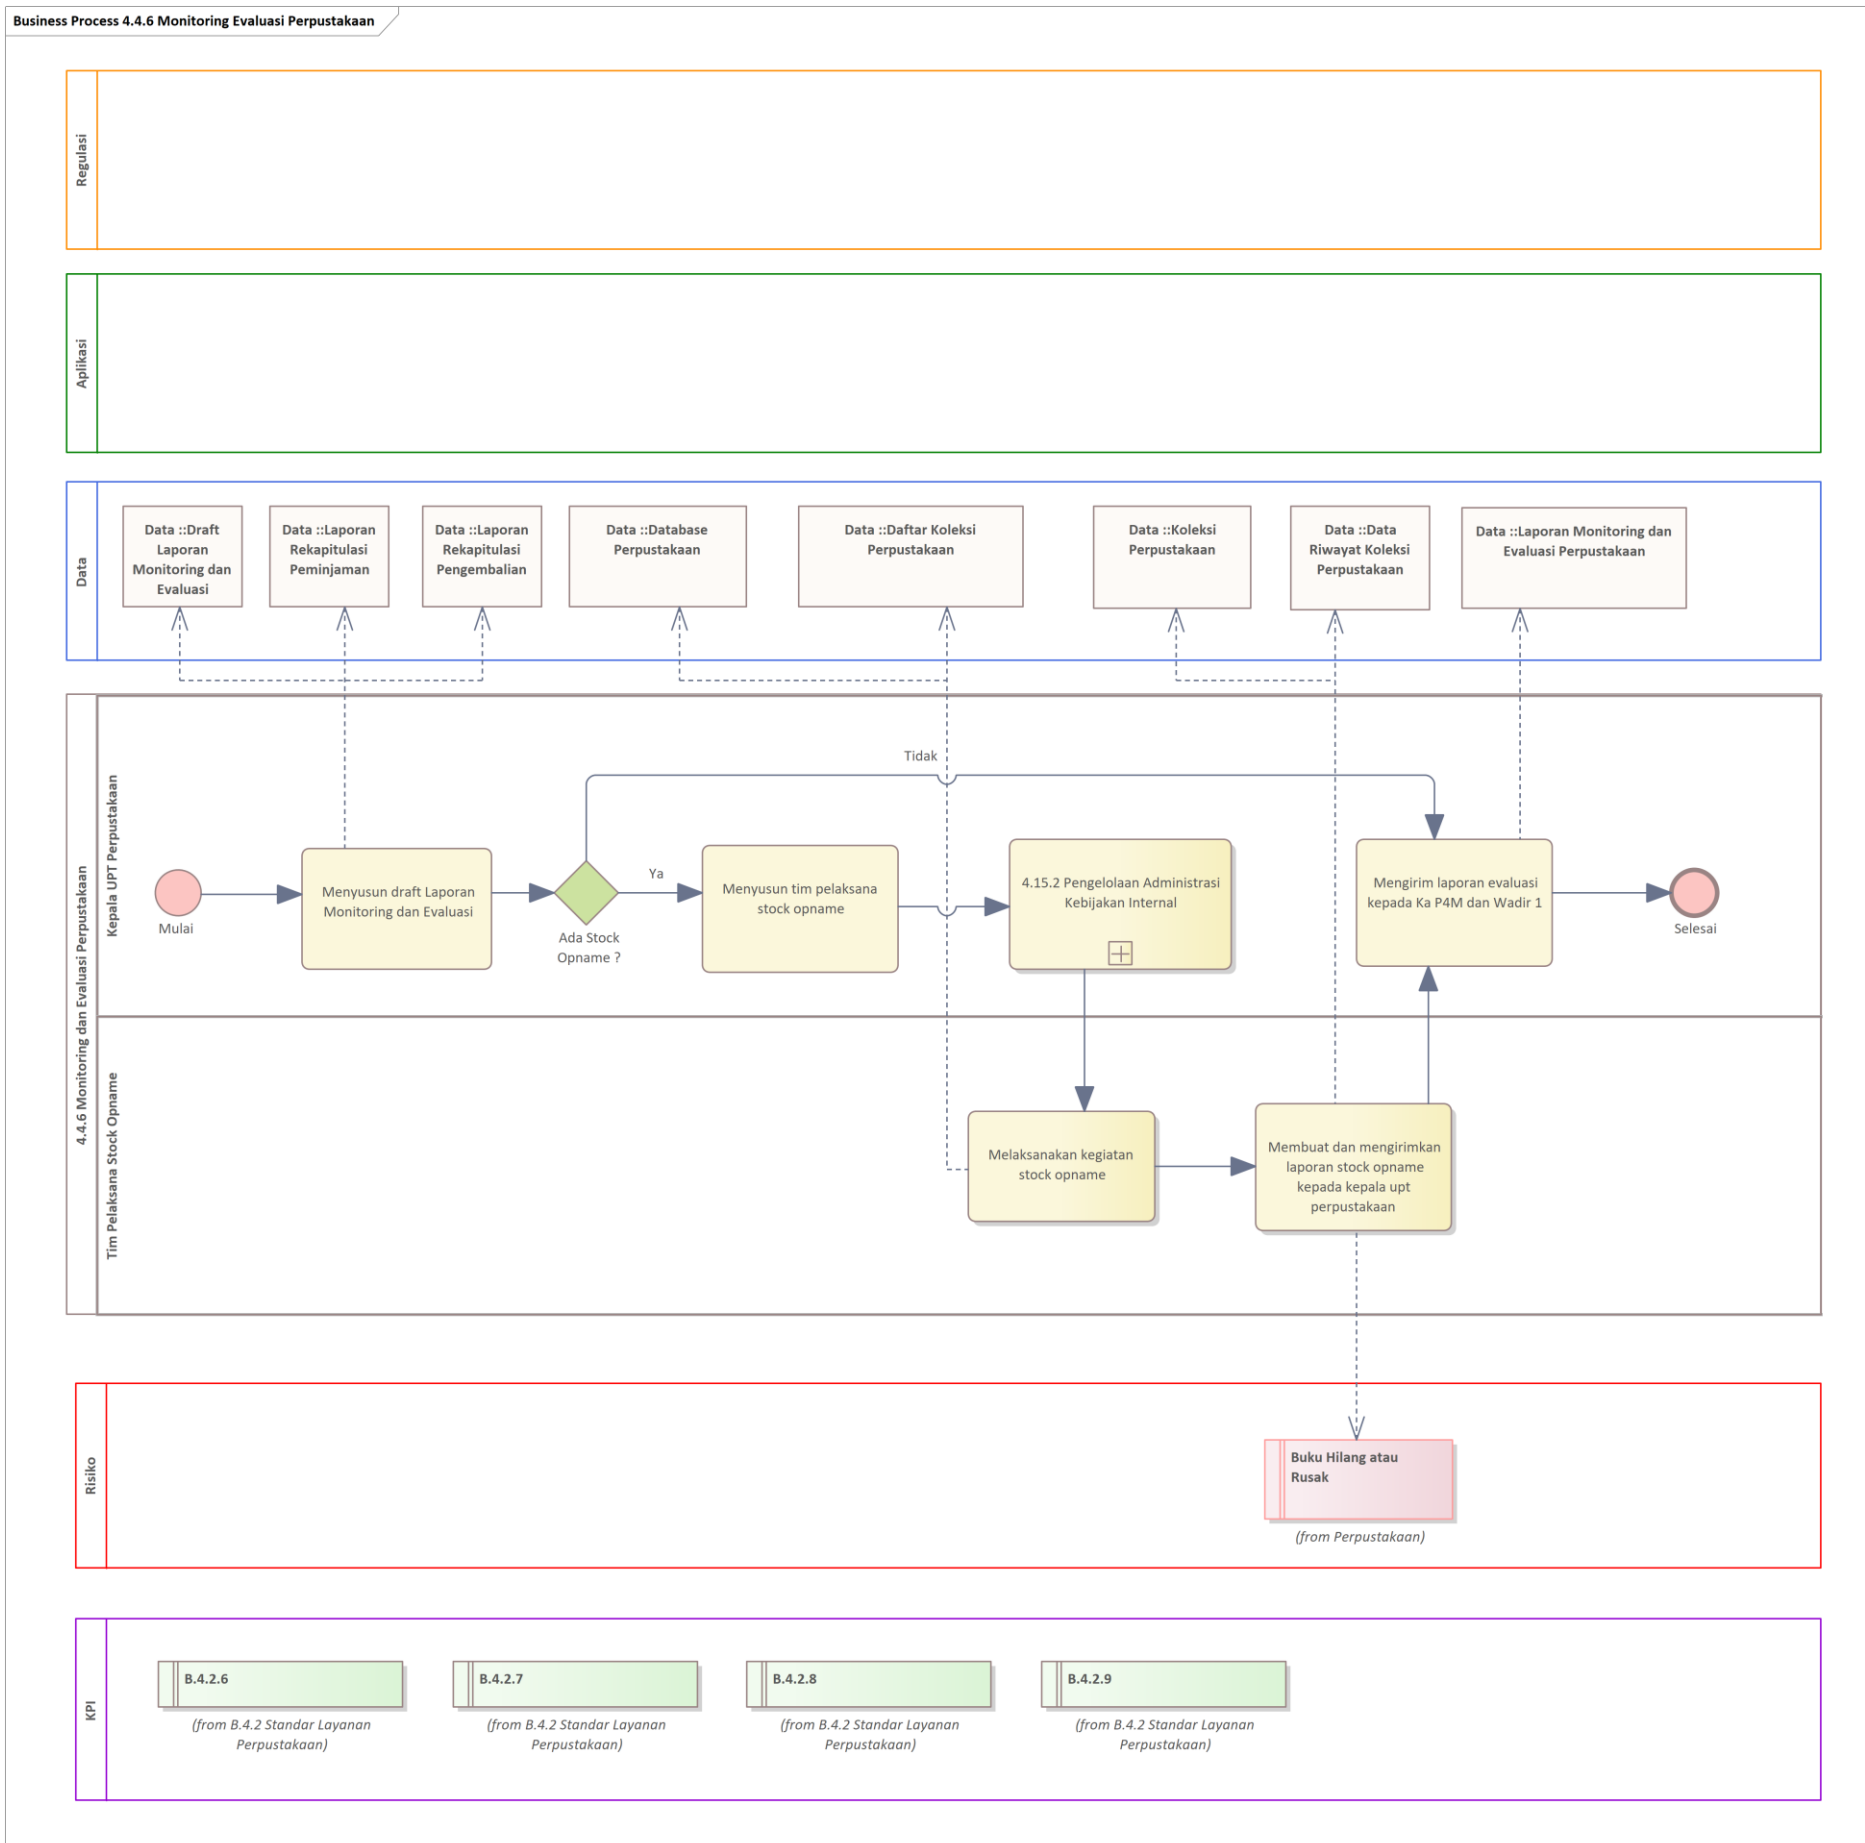 Business Process 4.4.6 Monitoring Evaluasi Perpustakaan
Regulasi
Aplikasi
Data
Data ::Draft
Laporan
Monitoring dan
Evaluasi
Data ::Laporan
Rekapitulasi
Peminjaman
Data ::Laporan
Rekapitulasi
Pengembalian
Data ::Database
Perpustakaan
Data ::Daftar Koleksi
Perpustakaan
Data ::Koleksi
Perpustakaan
Data ::Data
Riwayat Koleksi
Perpustakaan
Data ::Laporan Monitoring dan
Evaluasi Perpustakaan
4.4.6 Monitoring dan Evaluasi Perpustakaan
Kepala UPT Perpustakaan
Mulai
Menyusun draft Laporan
Monitoring dan Evaluasi
Ada Stock
Opname ?
Tidak
Ya
Menyusun tim pelaksana
stock opname
4.15.2 Pengelolaan Administrasi
Kebijakan Internal
Mengirim laporan evaluasi
kepada Ka P4M dan Wadir 1
Selesai
Tim Pelaksana Stock Opname
Melaksanakan kegiatan
stock opname
Membuat dan mengirimkan
laporan stock opname
kepada kepala upt
perpustakaan
Risiko
Buku Hilang atau
Rusak
(from Perpustakaan)
KPI
B.4.2.6
(from B.4.2 Standar Layanan
Perpustakaan)
B.4.2.7
(from B.4.2 Standar Layanan
Perpustakaan)
B.4.2.8
(from B.4.2 Standar Layanan
Perpustakaan)
B.4.2.9
(from B.4.2 Standar Layanan
Perpustakaan)